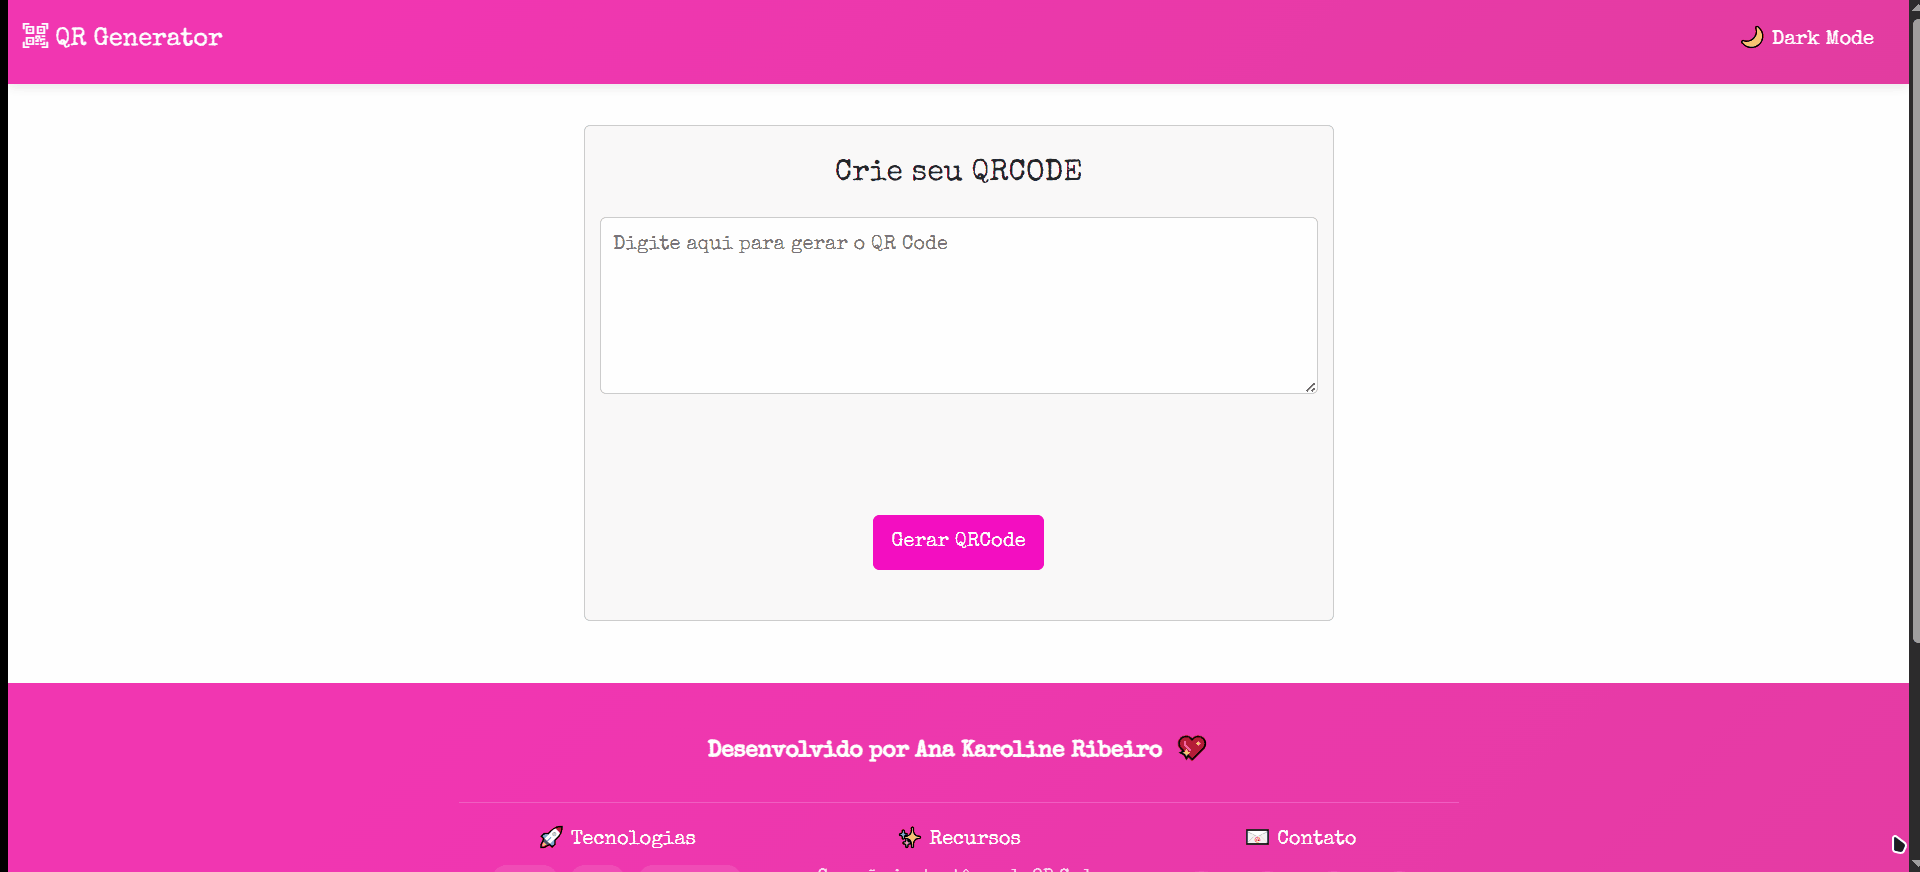 QR Generator
🌙 Dark Mode
Crie seu QRCODE
Digite aqui para gerar o QR Code
Gerar QRCode
Desenvolvido por Ana Karoline Ribeiro 💖
🚀 Tecnologias
✨ Recursos
💌 Contato